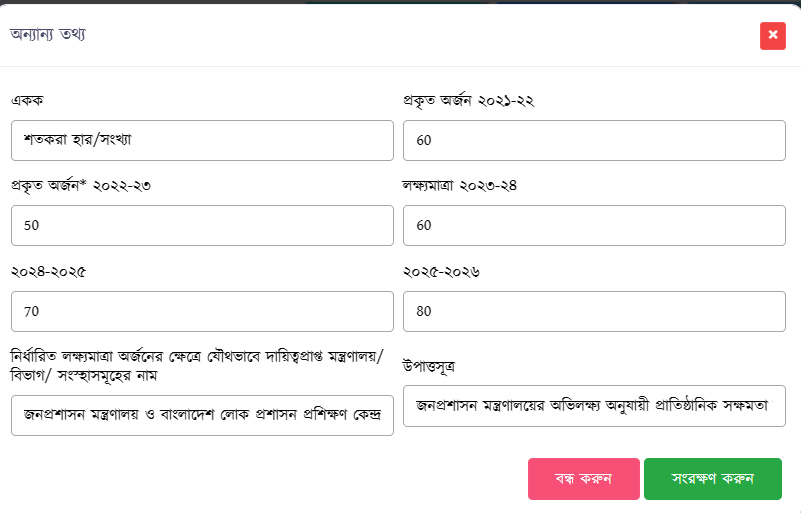 অন্যান্য তথ্য
একক
প্রকৃত অর্জন ২০২১-২২
শতকরা হার/সংখ্যা
60
প্রকৃত অর্জন* ২০২২-২৩
লক্ষ্যমাত্রা ২০২৩-২৪
50
60
২০২৪-২০২৫
২০২৫-২০২৬
70
80
নির্ধারিত লক্ষ্যমাত্রা অর্জনের ক্ষেত্রে যৌথভাবে দায়িত্বপ্রাপ্ত মন্ত্রণালয়/
বিভাগ/ সংস্হাসমূহের নাম
উপাত্তসূত্র
জনপ্রশাসন মন্ত্রণালয় ও বাংলাদেশ লোক প্রশাসন প্রশিক্ষণ কেন্দ্র
জনপ্রশাসন মন্ত্রণালয়ের অভিলক্ষ্য অনুযায়ী প্রাতিষ্ঠানিক সক্ষমতা
বন্ধ করুন
সংরক্ষণ করুন